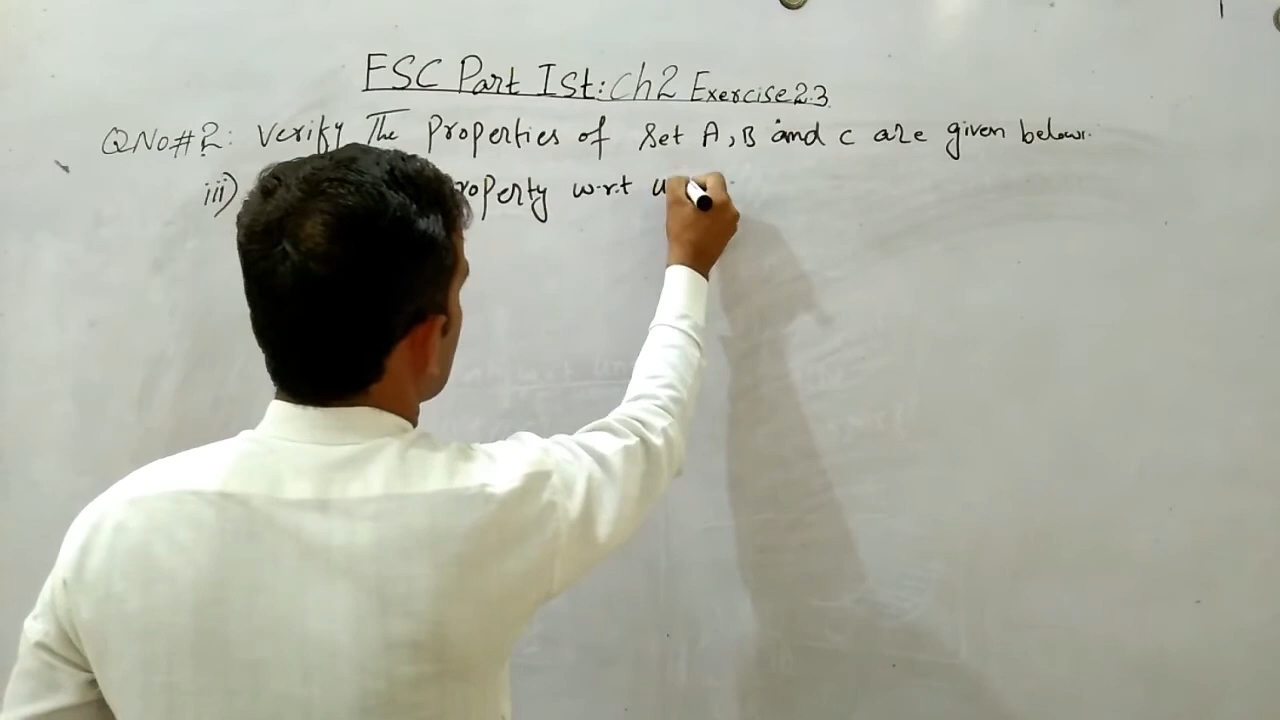 FSC Part Ist: Ch2 Exercise 2.3
QNo#2: Verify The Properties of Set A, B and C are given below.
iii) roperty w.r.t u